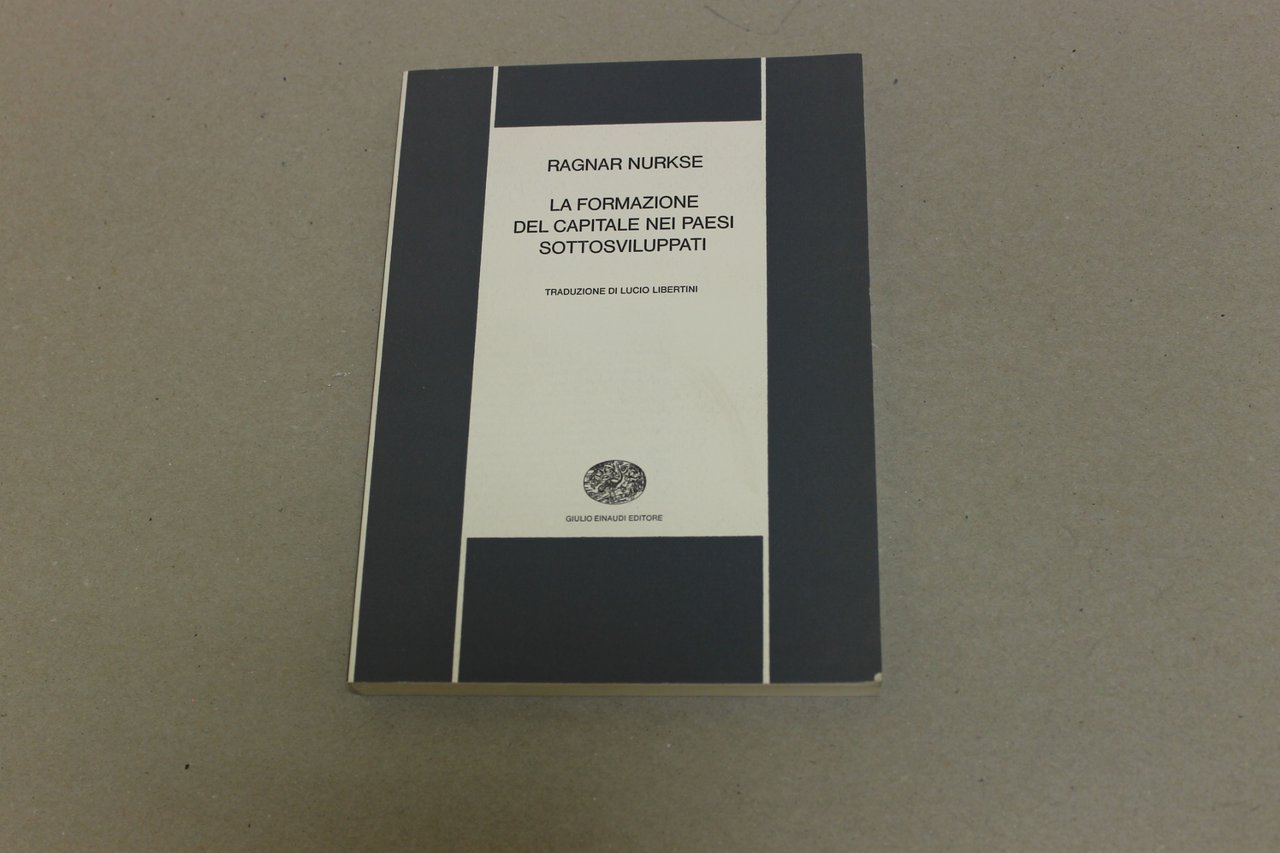 RAGNAR NURKSE
LA FORMAZIONE
DEL CAPITALE NEI PAESI
SOTTOSVILUPPATI
TRADUZIONE DI LUCIO LIBERTINI
GIULIO EINAUDI EDITORE